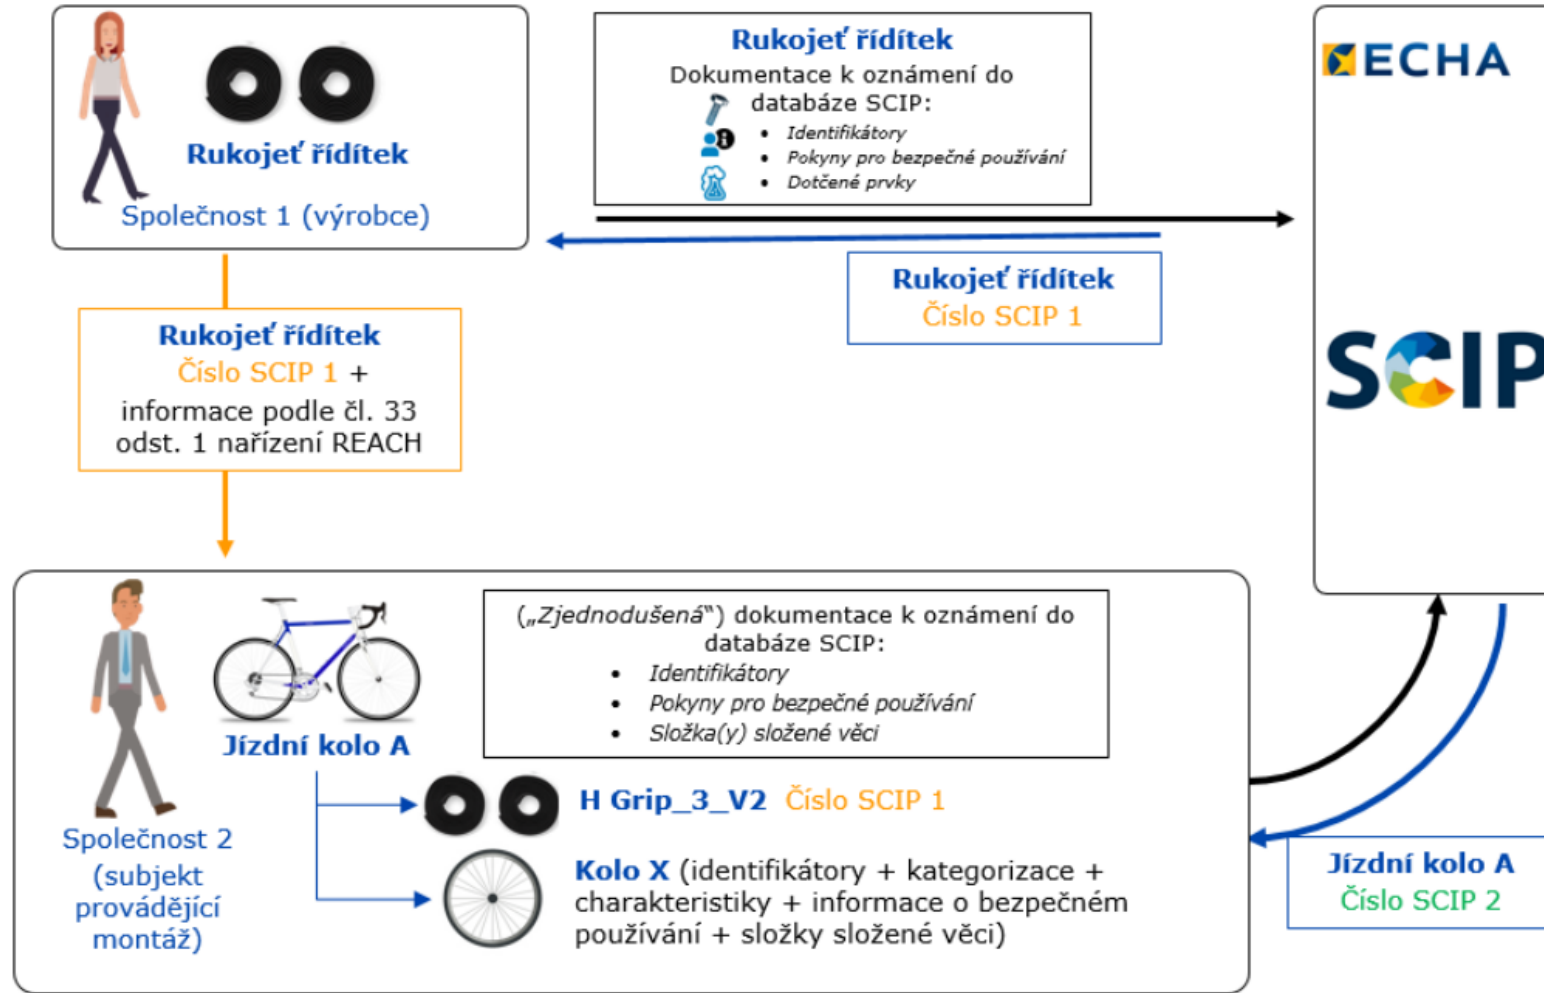 Rukojeť řídítek
Společnost 1 (výrobce)
Rukojeť řídítek
Dokumentace k oznámení do
databáze SCIP:
• Identifikátory
• Pokyny pro bezpečné používání
• Dotčené prvky
ECHA
SCIP
Rukojeť řídítek
Číslo SCIP 1
Rukojeť řídítek
Číslo SCIP 1 +
informace podle čl. 33
odst. 1 nařízení REACH
Společnost 2
(subjekt
provádějící
montáž)
Jízdní kolo A
(„Zjednodušená“) dokumentace k oznámení do
databáze SCIP:
• Identifikátory
• Pokyny pro bezpečné používání
• Složka(y) složené věci
H Grip_3_V2 Číslo SCIP 1
Kolo X (identifikátory + kategorizace +
charakteristiky + informace o bezpečném
používání + složky složené věci)
Jízdní kolo A
Číslo SCIP 2